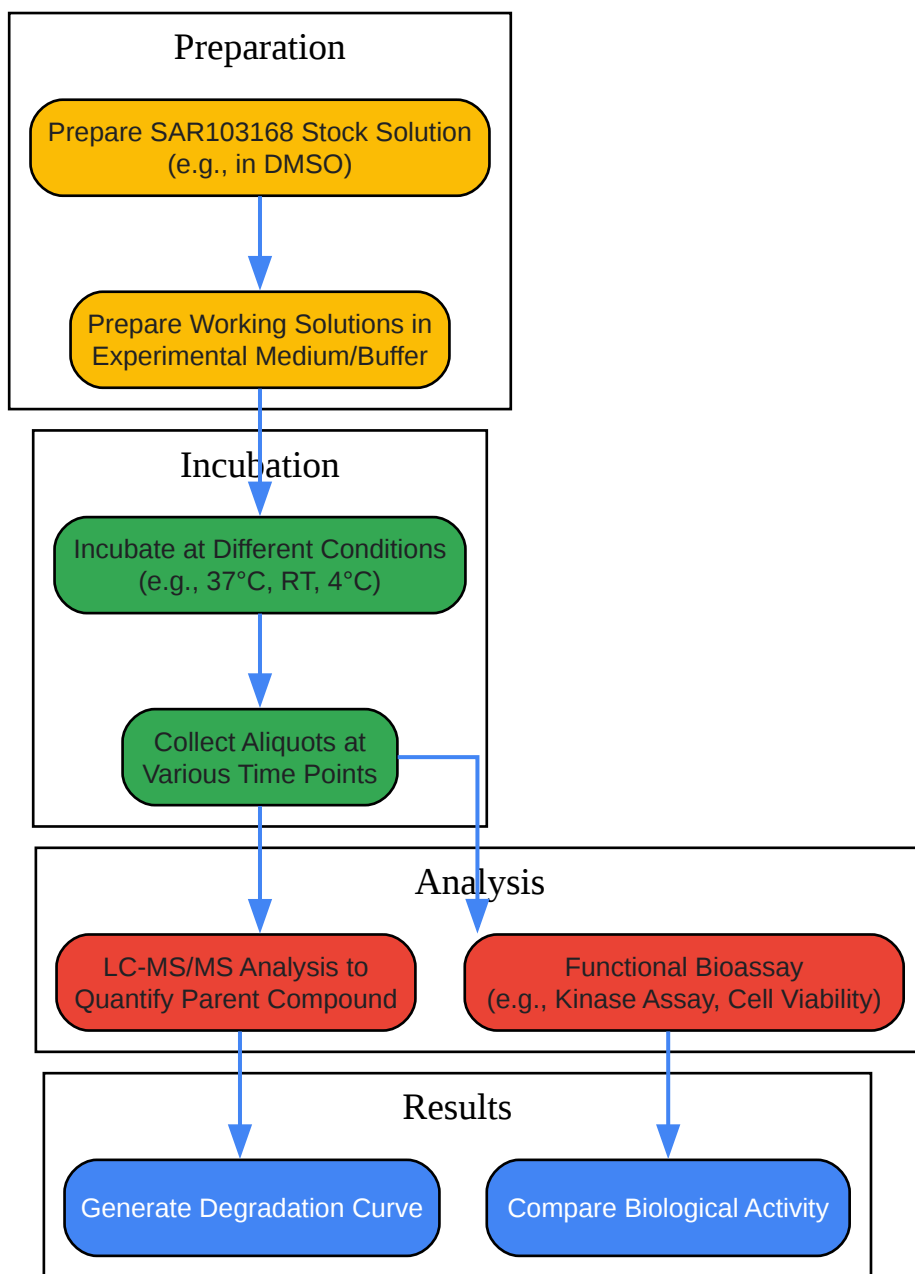 Preparation
Prepare SAR103168 Stock Solution
(e.g., in DMSO)
Prepare Working Solutions in
Experimental Medium/Buffer
Incubation
Incubate at Different Conditions
(e.g., 37°C, RT, 4°C)
Collect Aliquots at
Various Time Points
Analysis
LC-MS/MS Analysis to
Quantify Parent Compound
Functional Bioassay
(e.g., Kinase Assay, Cell Viability)
Results
Generate Degradation Curve
Compare Biological Activity